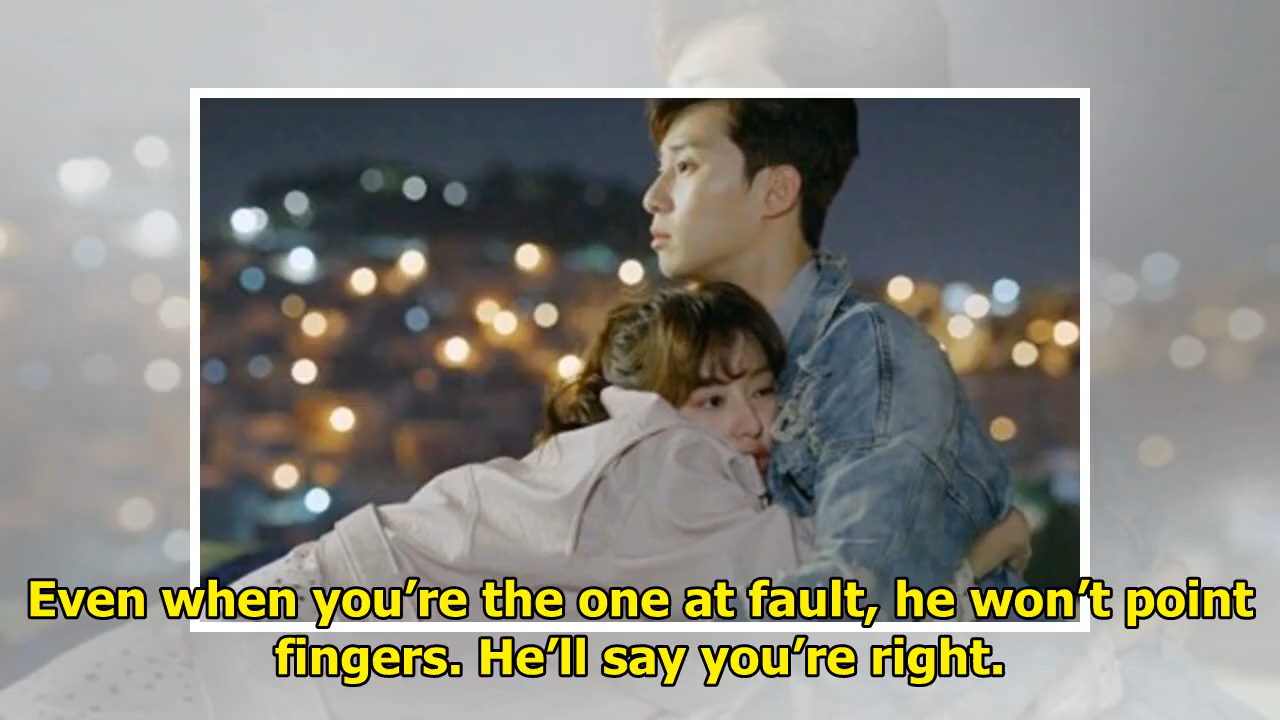 Even when you’re the one at fault, he won’t point
fingers. He’ll say you’re right.